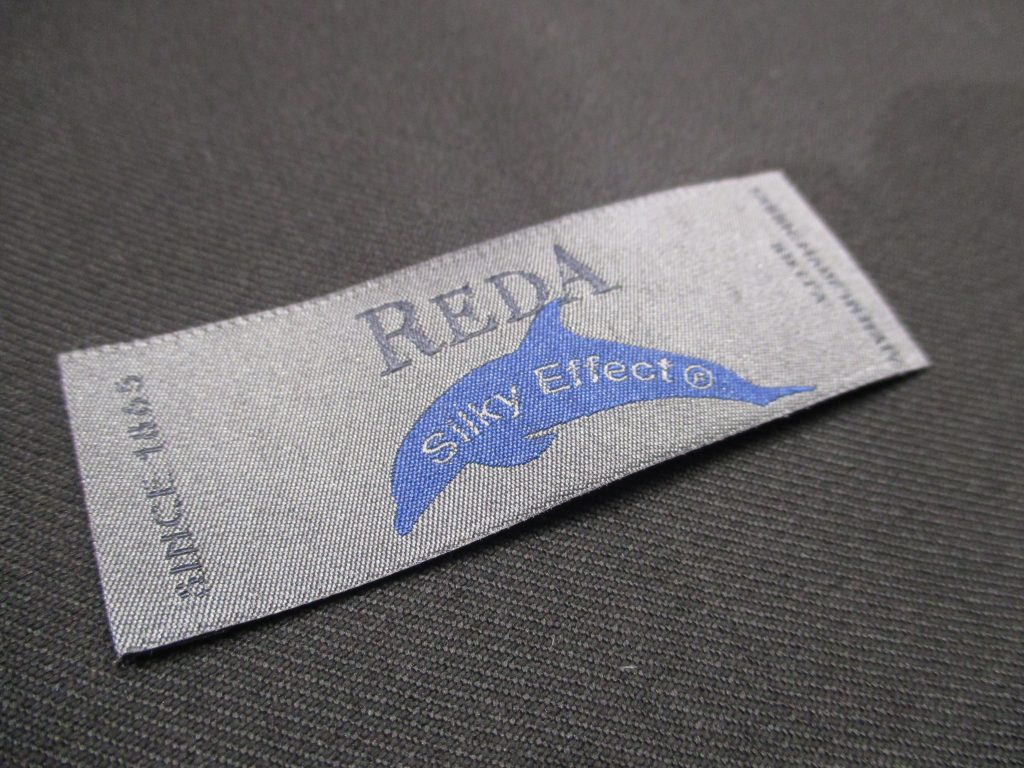 SINCE 1865
REDA
Silky Effect ®